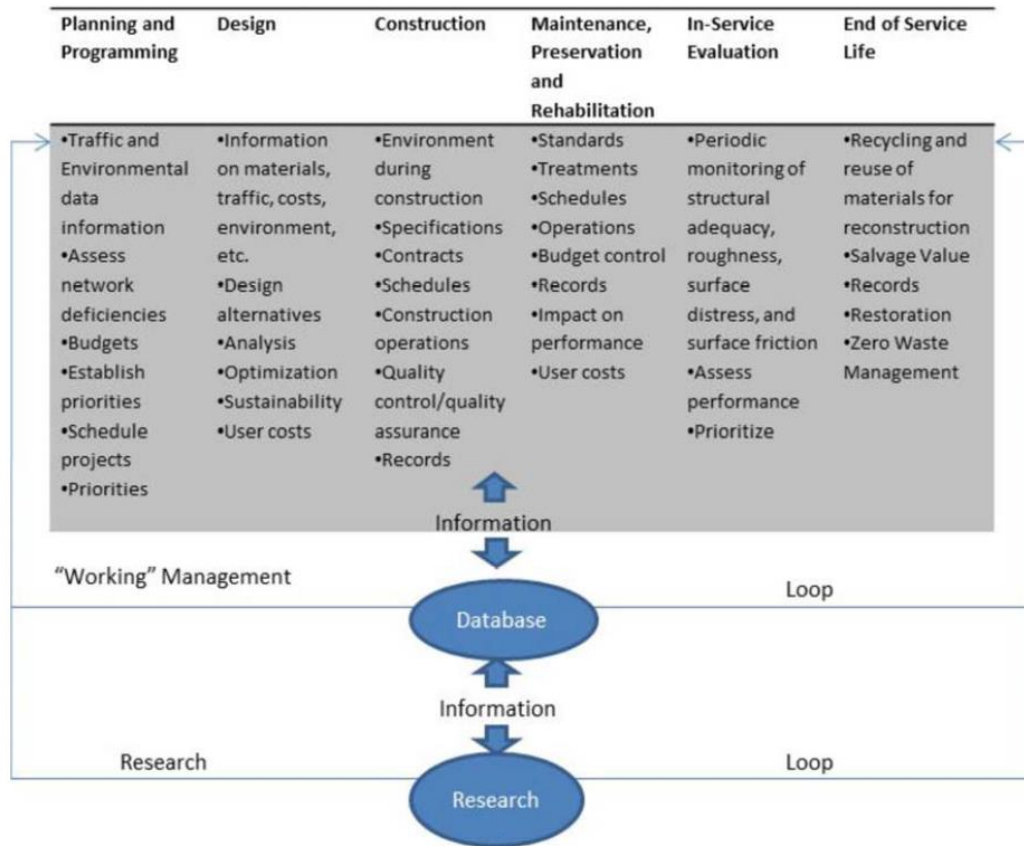 Planning and
Programming
Design
Construction
Maintenance,
Preservation
and
Rehabilitation
In-Service
Evaluation
End of Service
Life
•Traffic and
Environmental
data
information
•Assess
network
deficiencies
•Budgets
•Establish
priorities
•Schedule
projects
•Priorities
•Information
on materials,
traffic, costs,
environment,
etc.
•Design
alternatives
•Analysis
•Optimization
•Sustainability
•User costs
•Environment
during
construction
•Specifications
•Contracts
•Schedules
•Construction
operations
•Quality
control/quality
assurance
•Records
•Standards
•Treatments
•Schedules
•Operations
•Budget control
•Records
•Impact on
performance
•User costs
•Periodic
monitoring of
structural
adequacy,
roughness,
surface
distress, and
surface friction
•Assess
performance
•Prioritize
•Recycling and
reuse of
materials for
reconstruction
•Salvage Value
•Records
•Restoration
•Zero Waste
Management
Information
“Working” Management
Loop
Database
Information
Research
Loop
Research